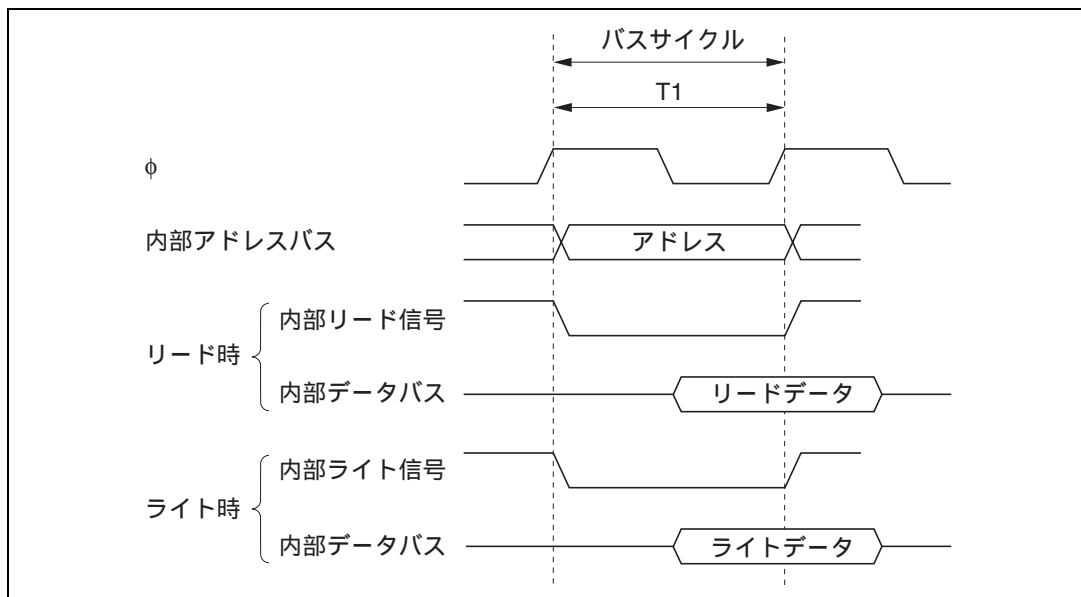 バスサイクル
T1
φ
内部アドレスバス
アドレス
内部リード信号
リード時
内部データバス
リードデータ
内部ライト信号
ライト時
内部データバス
ライトデータ